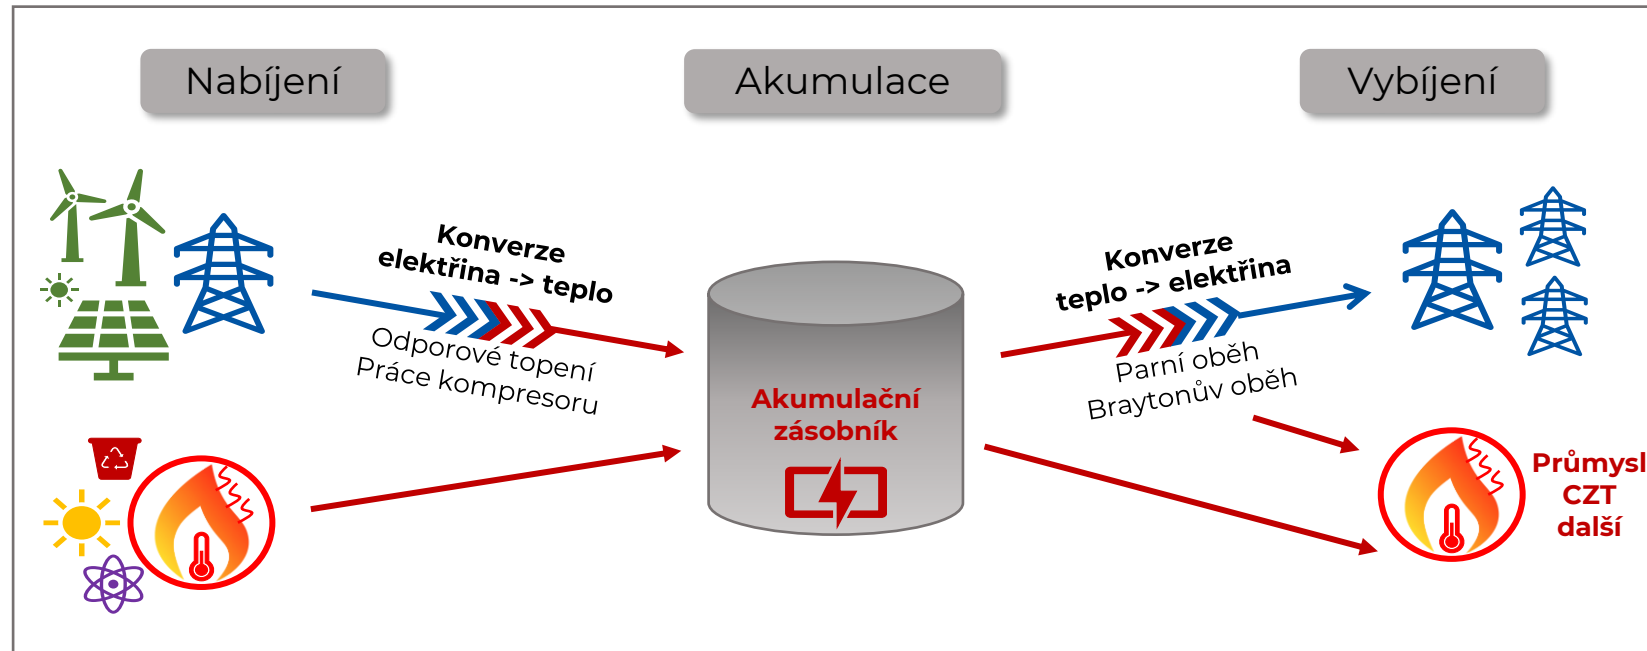 Nabíjení
Akumulace
Vybíjení
Konverze
elektřina -> teplo
Odporové topení
Práce kompresoru
Akumulační
zásobník
Konverze
teplo -> elektřina
Parní oběh
Braytonův oběh
Průmysl
CZT
další